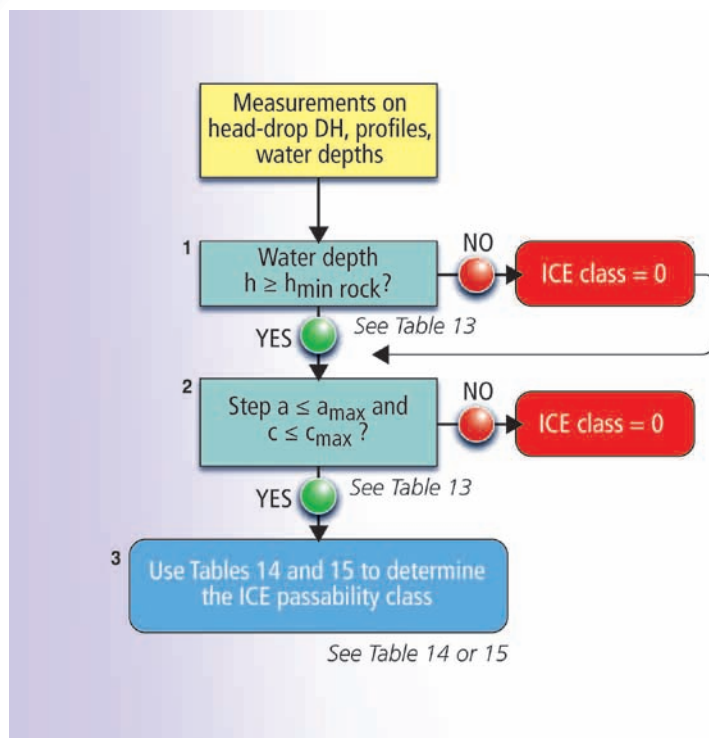 Measurements on
head-drop DH, profiles,
water depths
1
Water depth
h ≥ hmin rock?
NO
ICE class = 0
YES
See Table 13
2
Step a ≤ amax and
c ≤ cmax ?
NO
ICE class = 0
YES
See Table 13
3
Use Tables 14 and 15 to determine
the ICE passability class
See Table 14 or 15